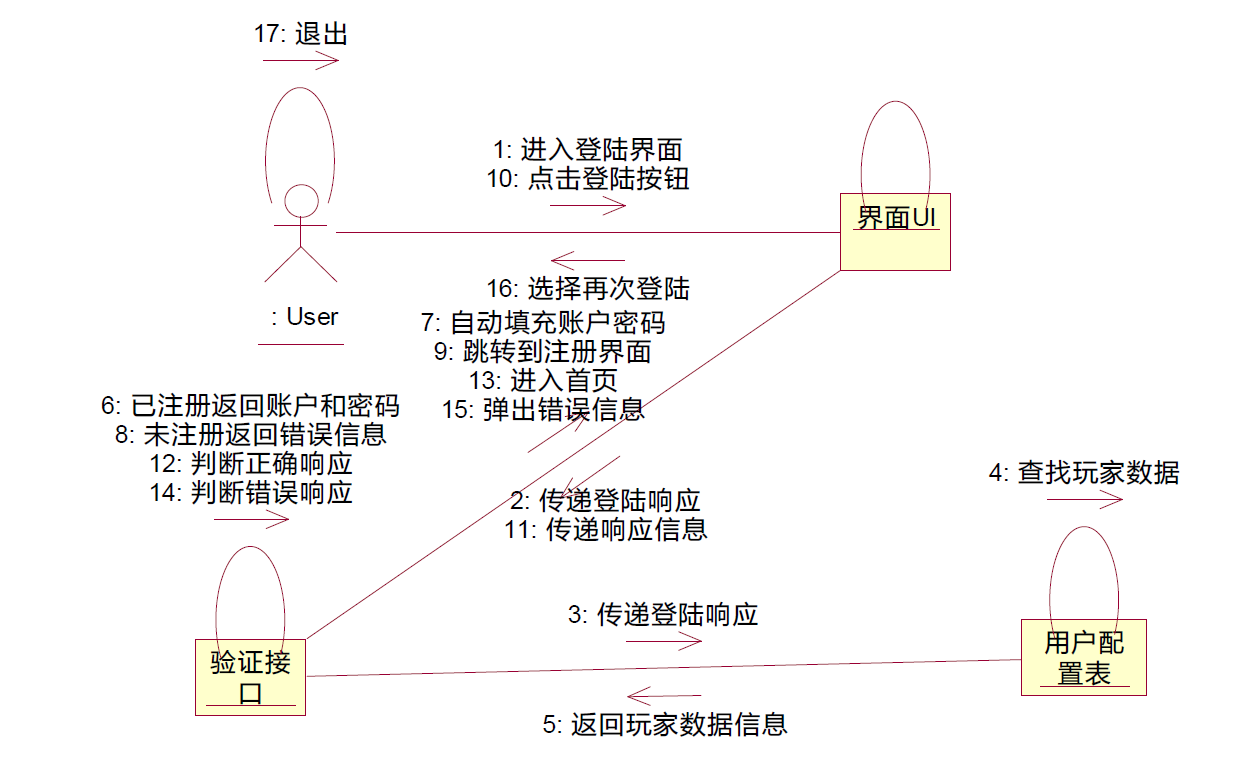 17: 退出
1: 进入登陆界面
10: 点击登陆按钮
界面UI
: User
16: 选择再次登陆
7: 自动填充账户密码
9: 跳转到注册界面
13: 进入首页
15: 弹出错误信息
6: 已注册返回账户和密码
8: 未注册返回错误信息
12: 判断正确响应
14: 判断错误响应
2: 传递登陆响应
11: 传递响应信息
4: 查找玩家数据
3: 传递登陆响应
验证接
口
用户配
置表
5: 返回玩家数据信息